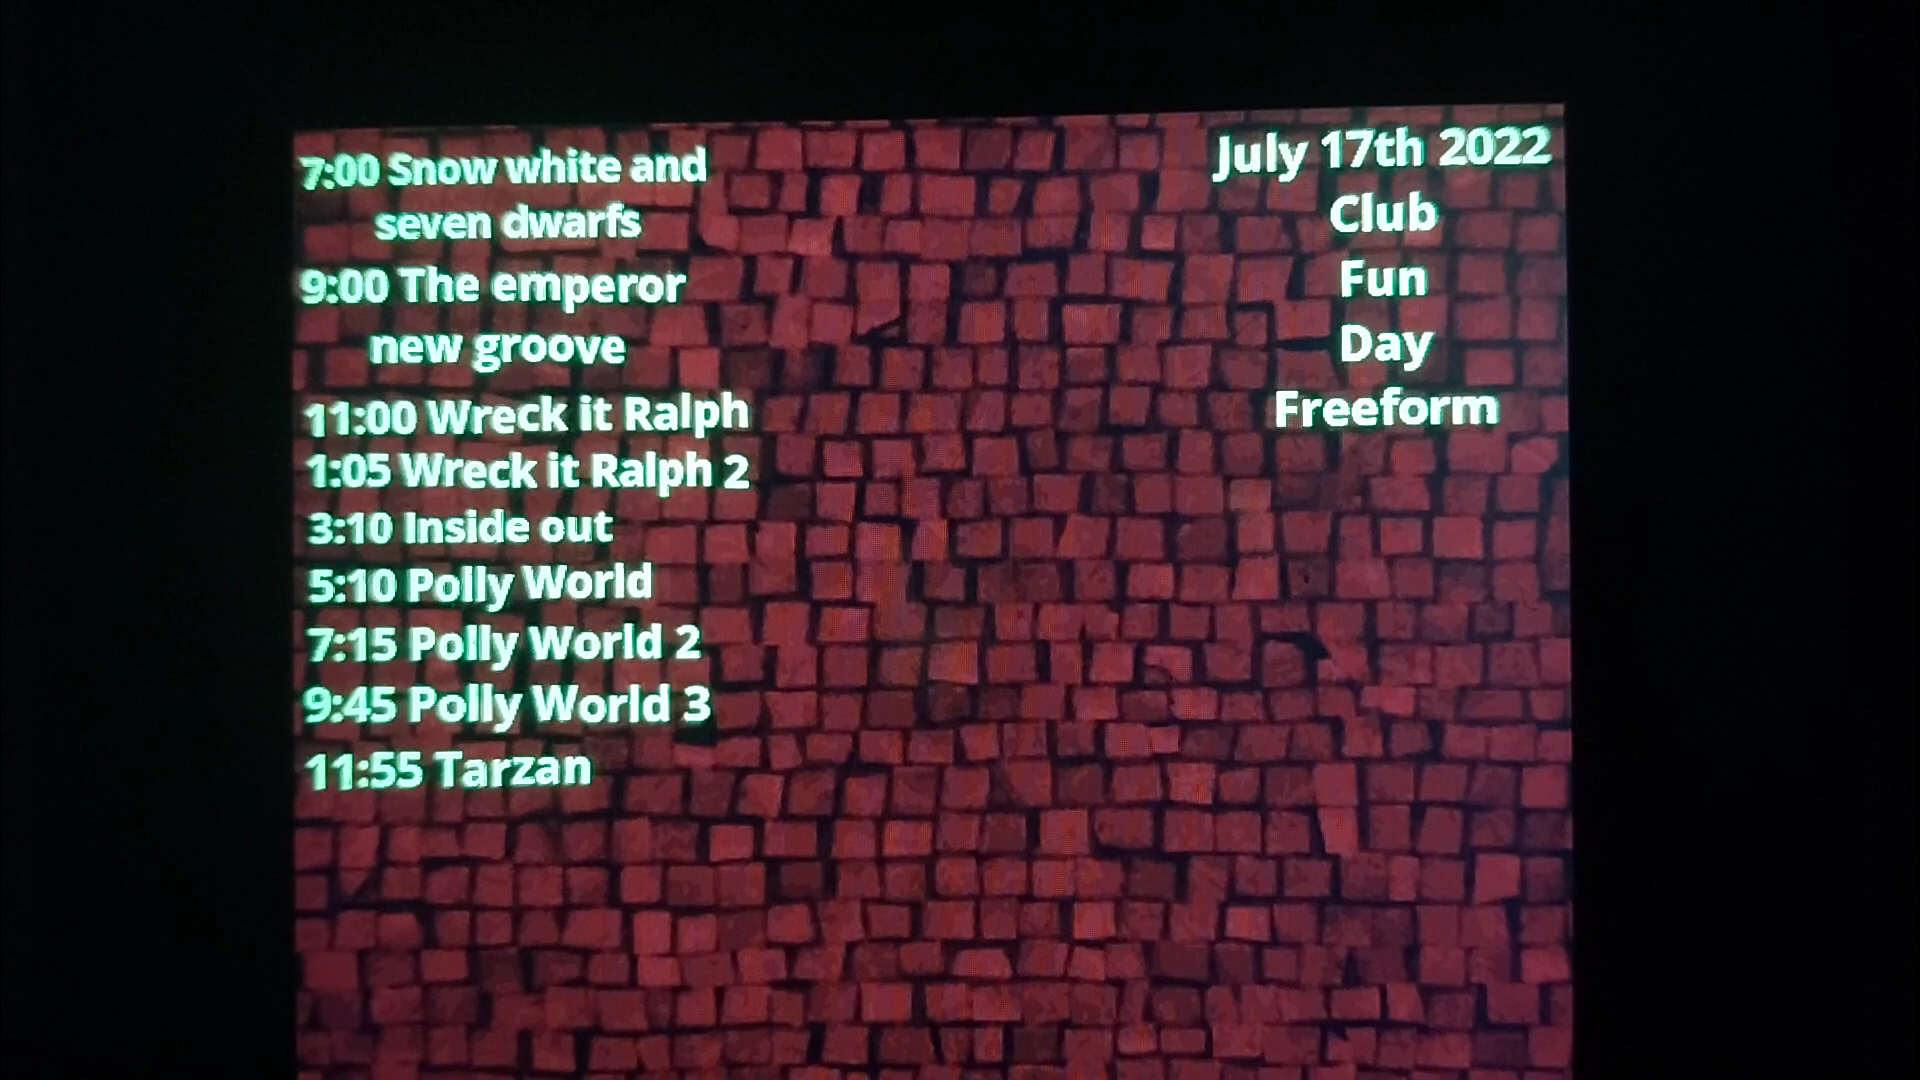 7:00 Snow white and
seven dwarfs
9:00 The emperor
new groove
11:00 Wreck it Ralph
1:05 Wreck it Ralph 2
3:10 Inside out
5:10 Polly World
7:15 Polly World 2
9:45 Polly World 3
11:55 Tarzan
July 17th 2022
Club
Fun
Day
Freeform